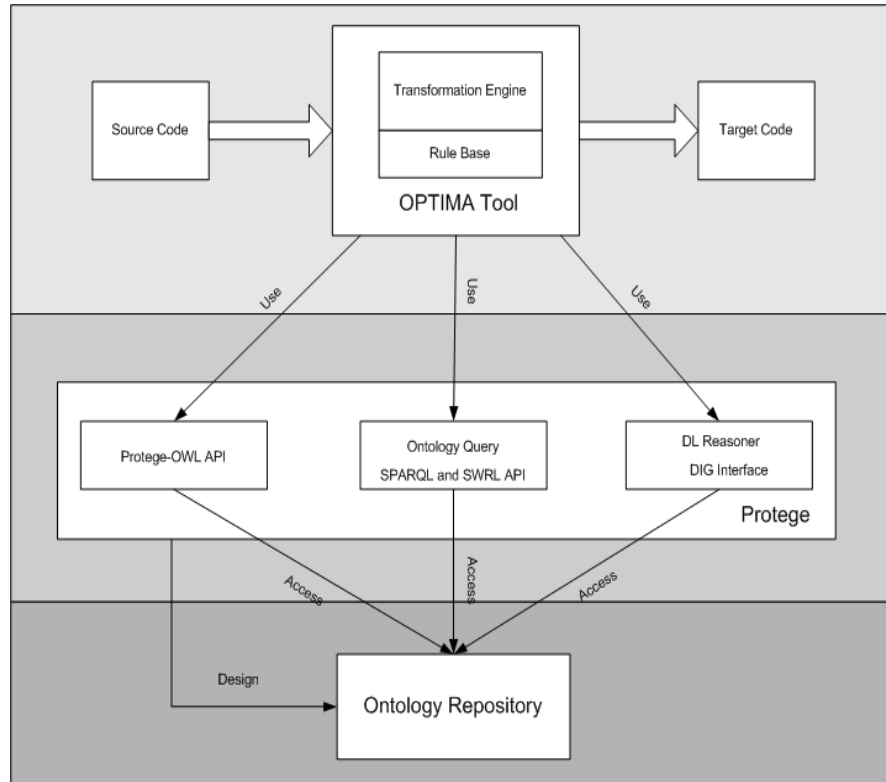 Transformation Engine
Source Code
Target Code
Rule Base
OPTIMA Tool
Use
Use
Use
Protege-OWL API
Ontology Query
SPARQL and SWRL API
DL Reasoner
DIG Interface
Protege
Access
Access
Access
Design
Ontology Repository